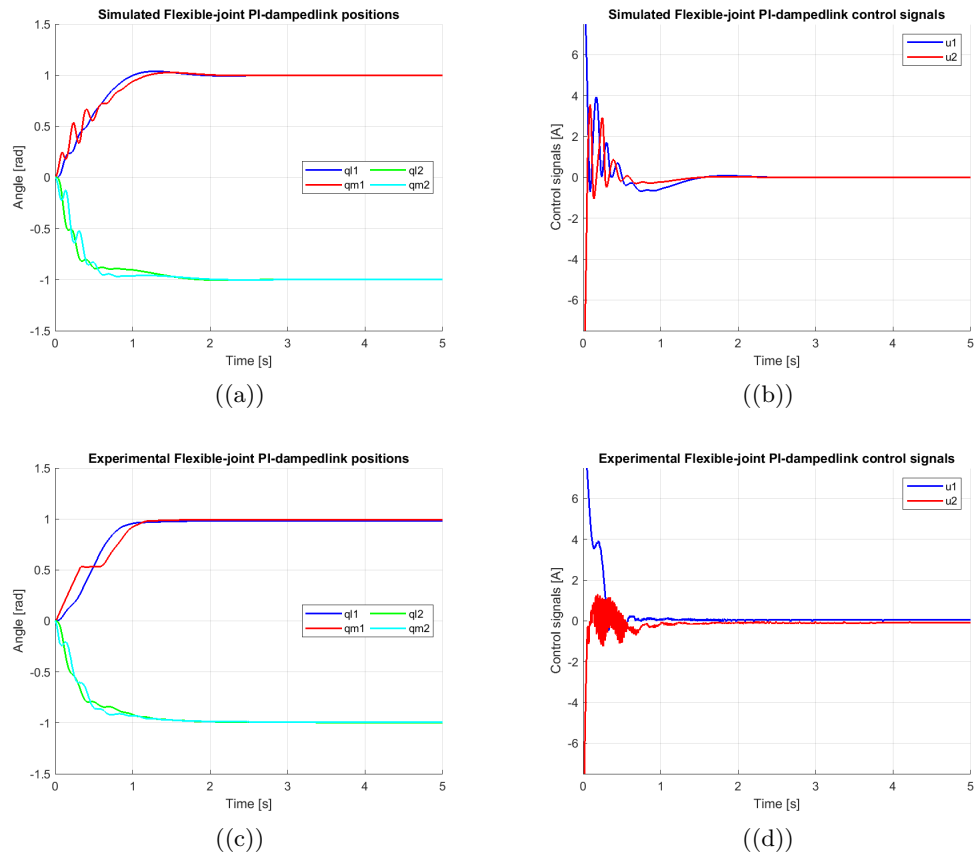 Simulated Flexible-joint PI-dampedlink positions
1.5
1
0.5
0
-0.5
-1
-1.5
Angle [rad]
ql1 ql2
qm1 qm2
0 1 2 3 4 5
Time [s]
((a))
Simulated Flexible-joint PI-dampedlink control signals
u1
u2
6
4
2
0
-2
-4
-6
Control signals [A]
0 1 2 3 4 5
Time [s]
((b))
Experimental Flexible-joint PI-dampedlink positions
1.5
1
0.5
0
-0.5
-1
-1.5
Angle [rad]
ql1 ql2
qm1 qm2
0 1 2 3 4 5
Time [s]
((c))
Experimental Flexible-joint PI-dampedlink control signals
u1
u2
6
4
2
0
-2
-4
-6
Control signals [A]
0 1 2 3 4 5
Time [s]
((d))